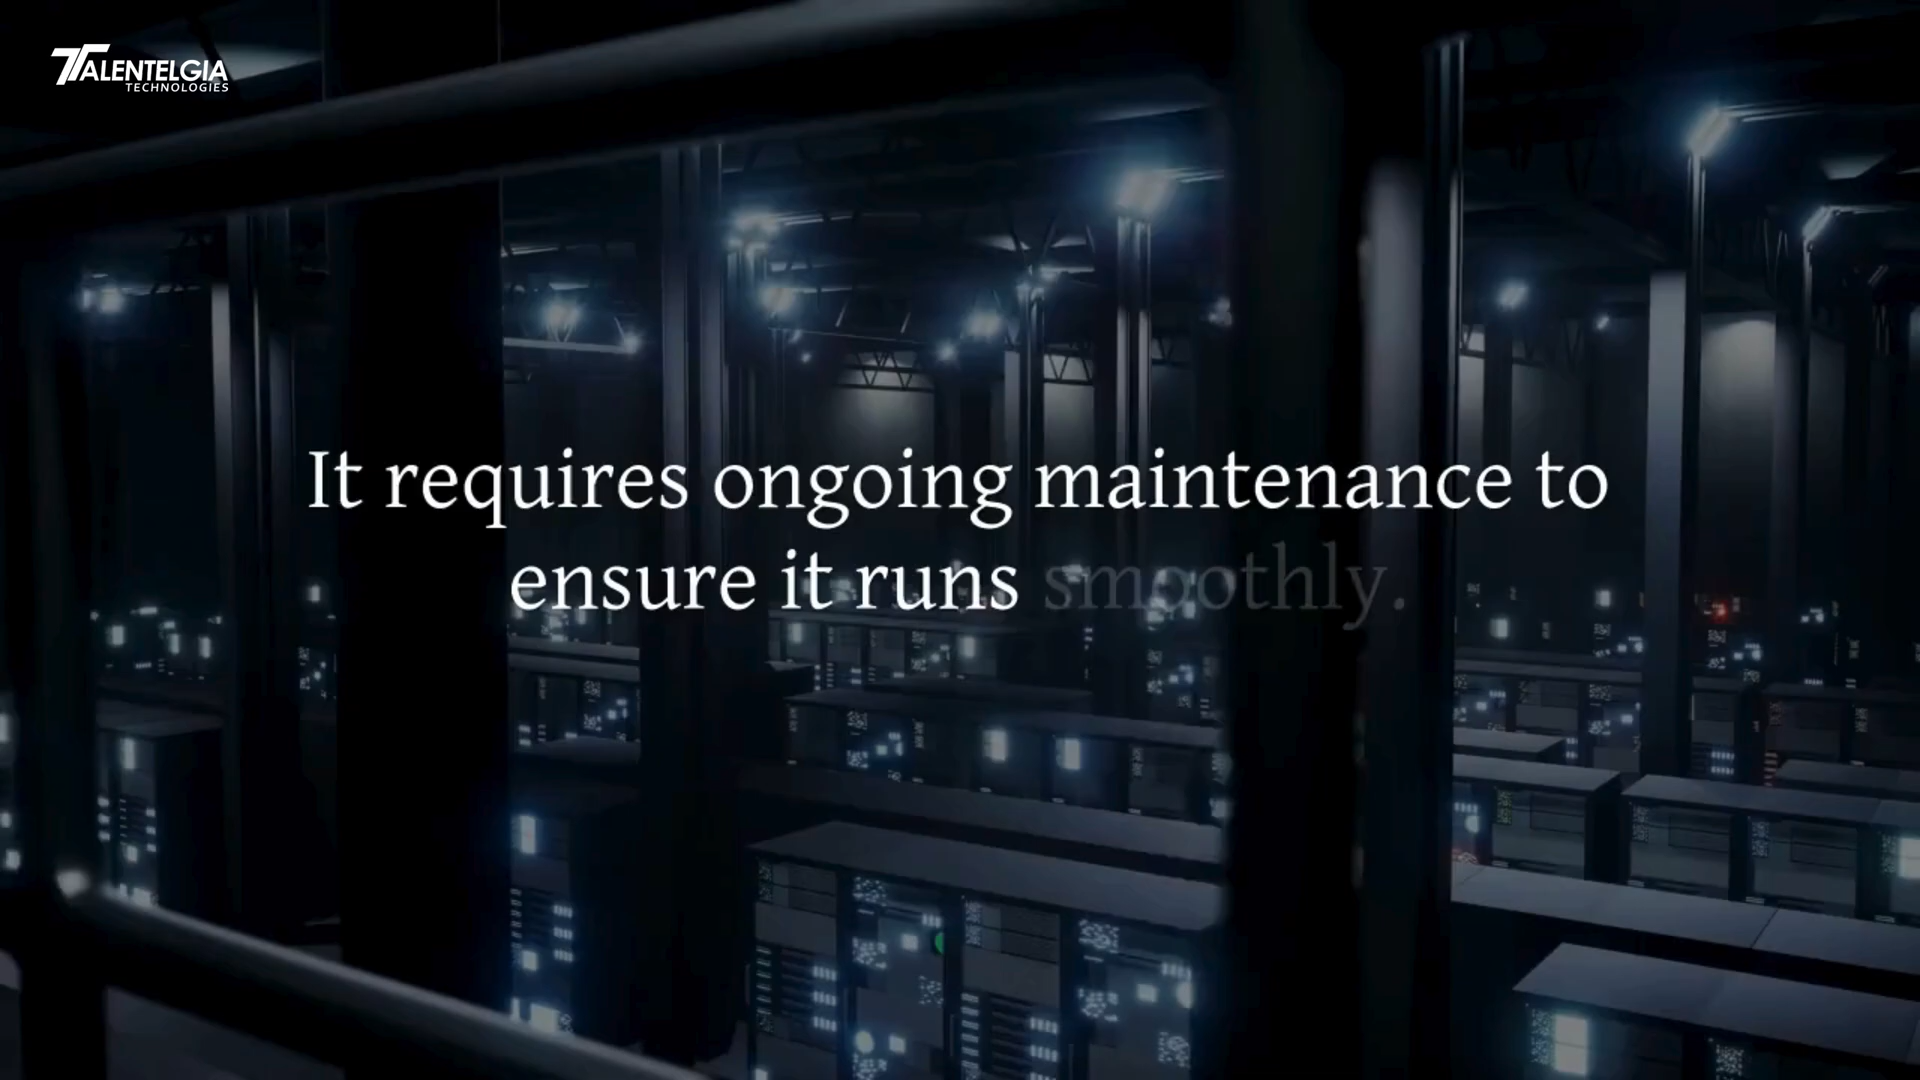 TALENTELGIA
TECHNOLOGIES
It requires ongoing maintenance to
ensure it runs smoothly.